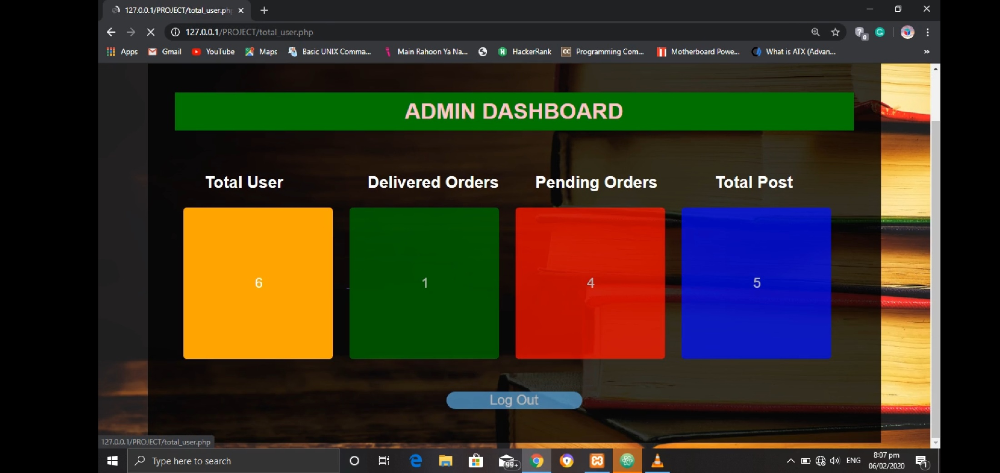 127.0.0.1/PROJECT/total_user.ph
127.0.0.1/PROJECT/total_user.php
0
Apps Gmail YouTube Maps Basic UNIX Comma... Main Rahoon Ya Na... HackerRank CC Programming Com... Motherboard Powe... What is ATX (Advan... »
ADMIN DASHBOARD
Total User Delivered Orders Pending Orders Total Post
6 1 4 5
Log Out
127.0.0.1/PROJECT/total_user.php
Type here to search
99+
ENG
8:07 pm
06/02/2020
1